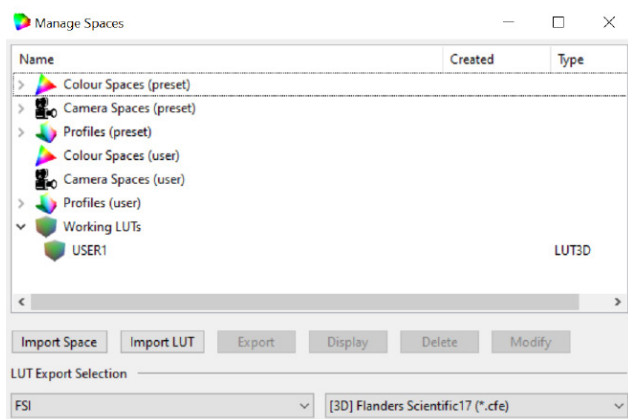 Manage Spaces
Name Created Type
Colour Spaces (preset)
Camera Spaces (preset)
Profiles (preset)
Colour Spaces (user)
Camera Spaces (user)
Profiles (user)
Working LUTs
USER1 LUT3D
Import Space Import LUT Export Display Delete Modify
LUT Export Selection
FSI [3D] Flanders Scientific17 (*.cfe)